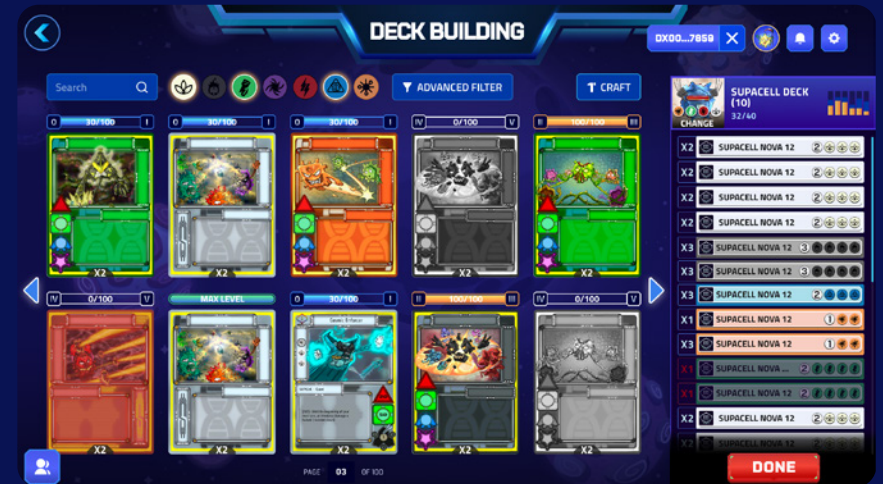 DECK BUILDING
DX00...7859
Search
ADVANCED FILTER
CRAFT
SUPACELL DECK
(10)
32/40
CHANGE
0 30/100 I
0 30/100 I
0 30/100 I
IV 0/100 V
II 100/100 III
X2
X2
X2
X2
X2
IV 0/100 V
MAX LEVEL
0 30/100 I
II 100/100 III
IV 0/100 V
X2
X2
X2
X2
X2
X2 SUPACELL NOVA 12 2
X2 SUPACELL NOVA 12 2
X2 SUPACELL NOVA 12 2
X2 SUPACELL NOVA 12 2
X3 SUPACELL NOVA 12 3
X3 SUPACELL NOVA 12 3
X3 SUPACELL NOVA 12 2
X1 SUPACELL NOVA 12 1
X3 SUPACELL NOVA 12 1
X1 SUPACELL NOVA ... 2
X1 SUPACELL NOVA 12 2
X2 SUPACELL NOVA 12 2
X2 SUPACELL NOVA 12 2
PAGE 03 OF 100
DONE